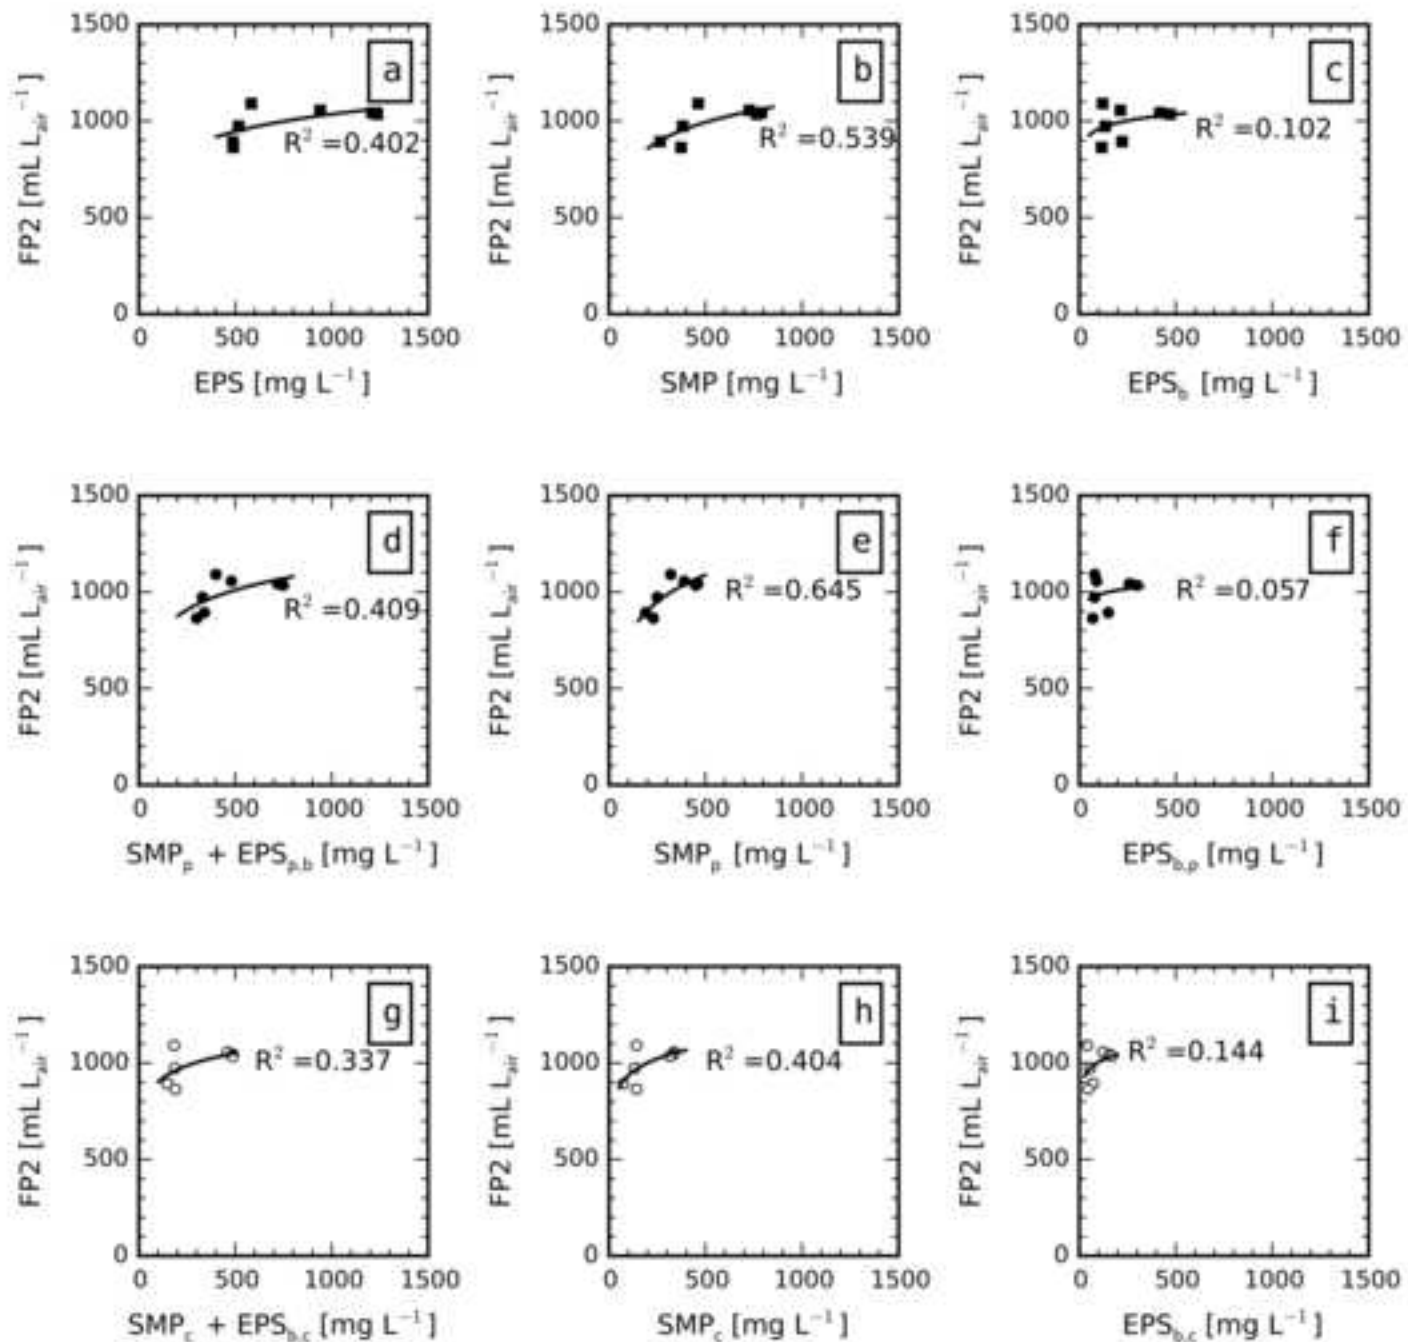 1500
1000
500
0
FP2 [mL L_air^-1]
a
R² =0.402
0 500 1000 1500
EPS [mg L⁻¹]
1500
1000
500
0
FP2 [mL L_air^-1]
b
R² =0.539
0 500 1000 1500
SMP [mg L⁻¹]
1500
1000
500
0
FP2 [mL L_air^-1]
c
R² =0.102
0 500 1000 1500
EPS_b [mg L⁻¹]
1500
1000
500
0
FP2 [mL L_air^-1]
d
R² =0.409
0 500 1000 1500
SMP_p + EPS_p,b [mg L⁻¹]
1500
1000
500
0
FP2 [mL L_air^-1]
e
R² =0.645
0 500 1000 1500
SMP_p [mg L⁻¹]
1500
1000
500
0
FP2 [mL L_air^-1]
f
R² =0.057
0 500 1000 1500
EPS_b,p [mg L⁻¹]
1500
1000
500
0
FP2 [mL L_air^-1]
g
R² =0.337
0 500 1000 1500
SMP_c + EPS_b,c [mg L⁻¹]
1500
1000
500
0
FP2 [mL L_air^-1]
h
R² =0.404
0 500 1000 1500
SMP_c [mg L⁻¹]
1500
1000
500
0
FP2 [mL L_air^-1]
i
R² =0.144
0 500 1000 1500
EPS_b,c [mg L⁻¹]